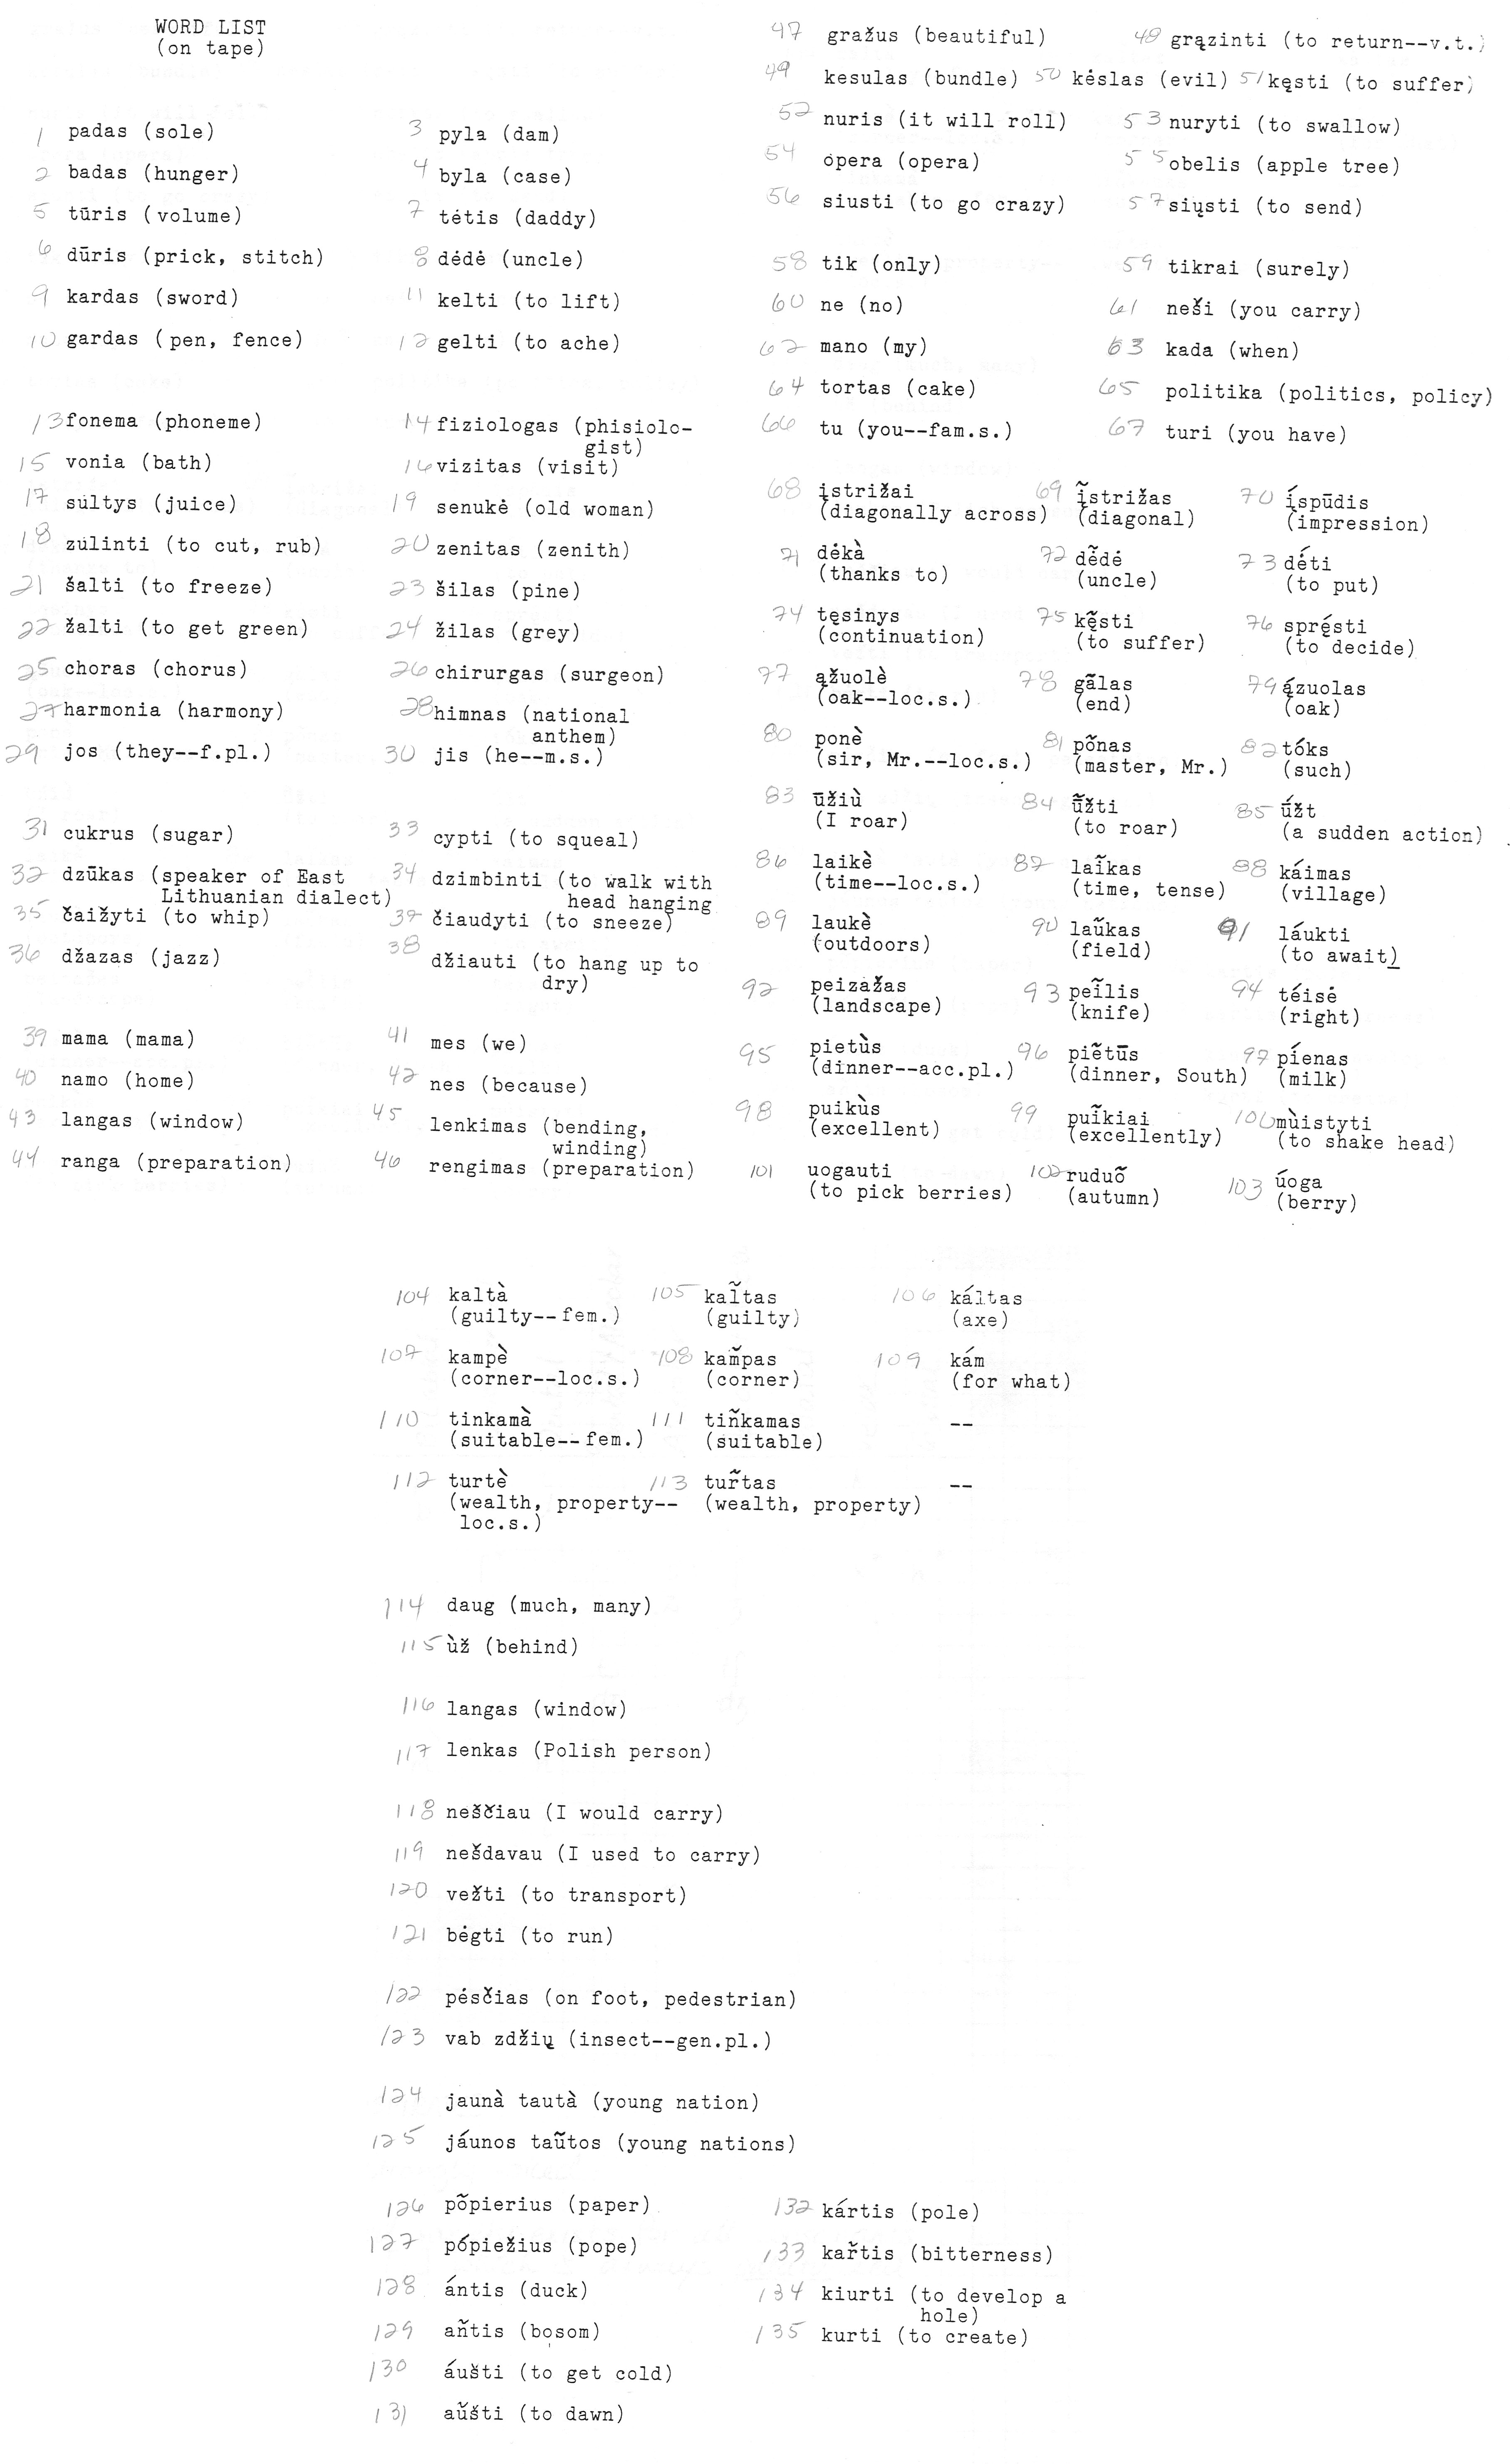 WORD LIST
(on tape)
1 padas (sole)
3 pyla (dam)
2 badas (hunger)
4 byla (case)
5 tūris (volume)
7 tėtis (daddy)
6 dūris (prick, stitch)
8 dėdė (uncle)
9 kardas (sword)
11 kelti (to lift)
10 gardas (pen, fence)
12 gelti (to ache)
13 fonema (phoneme)
14 fiziologas (phisiolo-
gist)
15 vonia (bath)
16 vizitas (visit)
17 sultys (juice)
19 senukė (old woman)
18 zulinti (to cut, rub)
20 zenitas (zenith)
21 šalti (to freeze)
23 šilas (pine)
22 žalti (to get green)
24 žilas (grey)
25 choras (chorus)
26 chirurgas (surgeon)
27 harmonia (harmony)
28 himnas (national
anthem)
29 jos (they--f.pl.)
30 jis (he--m.s.)
31 cukrus (sugar)
33 cypti (to squeal)
32 dzūkas (speaker of East
Lithuanian dialect)
34 dzimbinti (to walk with
head hanging
35 čaižyti (to whip)
37 čiaudyti (to sneeze)
36 džazas (jazz)
38 džiauti (to hang up to
dry)
39 mama (mama)
41 mes (we)
40 namo (home)
42 nes (because)
43 langas (window)
45 lenkimas (bending,
winding)
44 ranga (preparation)
46 rengimas (preparation)
47 gražus (beautiful)
48 grązinti (to return--v.t.)
49 kesulas (bundle) 50 kėslas (evil) 51 kęsti (to suffer)
52 nuris (it will roll)
53 nuryti (to swallow)
54 opera (opera)
55 obelis (apple tree)
56 siusti (to go crazy)
57 siųsti (to send)
58 tik (only)
59 tikrai (surely)
60 ne (no)
61 neši (you carry)
62 mano (my)
63 kada (when)
64 tortas (cake)
65 politika (politics, policy)
66 tu (you--fam.s.)
67 turi (you have)
68 įstrižai
(diagonally across)
69 į̃strižas
(diagonal)
70 į́spūdis
(impression)
71 dėkà
(thanks to)
72 dė̃dė
(uncle)
73 dė́ti
(to put)
74 tęsinys
(continuation)
75 kę̃sti
(to suffer)
76 sprę́sti
(to decide)
77 ąžuolè
(oak--loc.s.)
78 gãlas
(end)
79 ą́zuolas
(oak)
80 ponè
(sir, Mr.--loc.s.)
81 põnas
(master, Mr.)
82 tóks
(such)
83 ūžiù
(I roar)
84 ū̃žti
(to roar)
85 ū́žt
(a sudden action)
86 laikè
(time--loc.s.)
87 laĩkas
(time, tense)
88 káimas
(village)
89 laukè
(outdoors)
90 laũkas
(field)
91 láukti
(to await)
92 peizažas
(landscape)
93 peĩlis
(knife)
94 téisė
(right)
95 pietùs
(dinner--acc.pl.)
96 piẽtūs
(dinner, South)
97 píenas
(milk)
98 puikùs
(excellent)
99 puĩkiai
(excellently)
100 mùistyti
(to shake head)
101 uogauti
(to pick berries)
102 ruduõ
(autumn)
103 úoga
(berry)
104 kaltà
(guilty--fem.)
105 kal̃tas
(guilty)
106 káltas
(axe)
107 kampè
(corner--loc.s.)
108 kam̃pas
(corner)
109 kám
(for what)
110 tinkamà
(suitable--fem.)
111 tiñkamas
(suitable)
--
112 turtè
(wealth, property--
loc.s.)
113 tur̃tas
(wealth, property)
--
114 daug (much, many)
115 ùž (behind)
116 langas (window)
117 lenkas (Polish person)
118 neščiau (I would carry)
119 nešdavau (I used to carry)
120 vežti (to transport)
121 bėgti (to run)
122 pėsčias (on foot, pedestrian)
123 vab zdžių (insect--gen.pl.)
124 jaunà tautà (young nation)
125 jáunos taũtos (young nations)
126 põpierius (paper)
132 kártis (pole)
127 pópiežius (pope)
133 kar̃tis (bitterness)
128 ántis (duck)
134 kiurti (to develop a
hole)
129 añtis (bosom)
135 kurti (to create)
130 áušti (to get cold)
131 aũšti (to dawn)